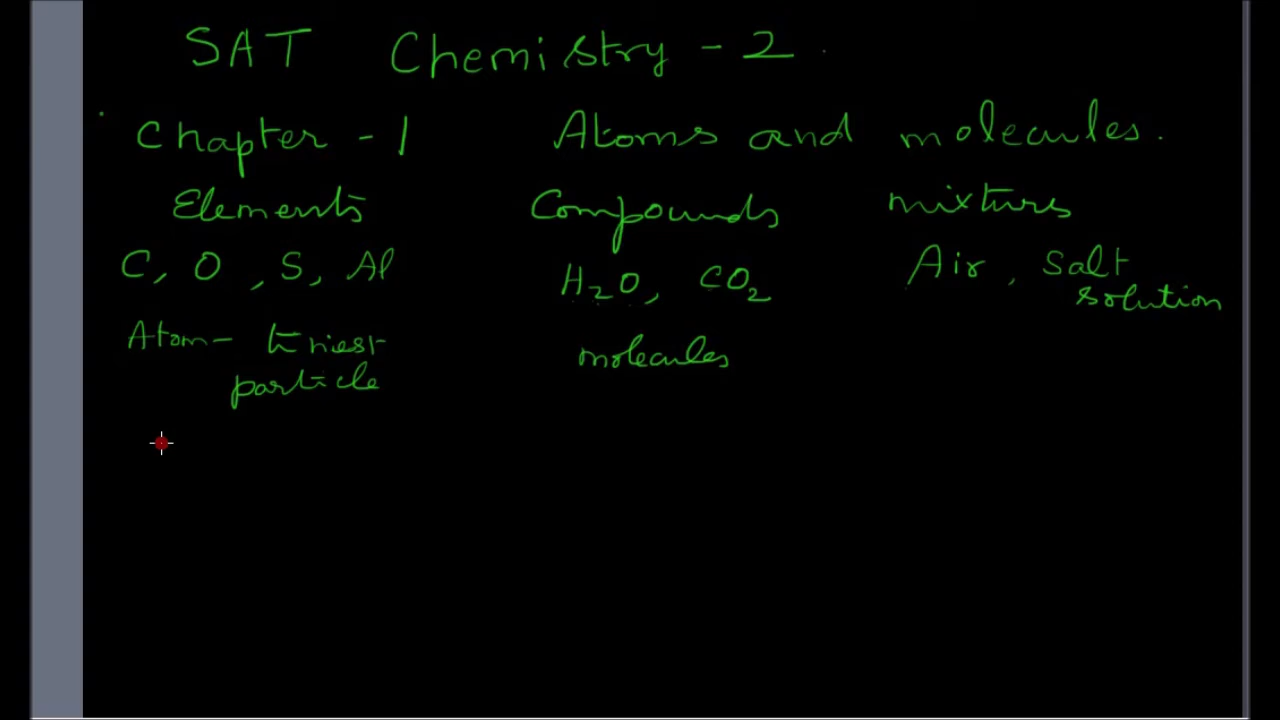 SAT Chemistry - 2
Chapter - 1 Atoms and molecules.
Elements Compounds mixtures
C, O, S, Al H2O, CO2 Air, Salt solution
Atom - tiniest particle molecules